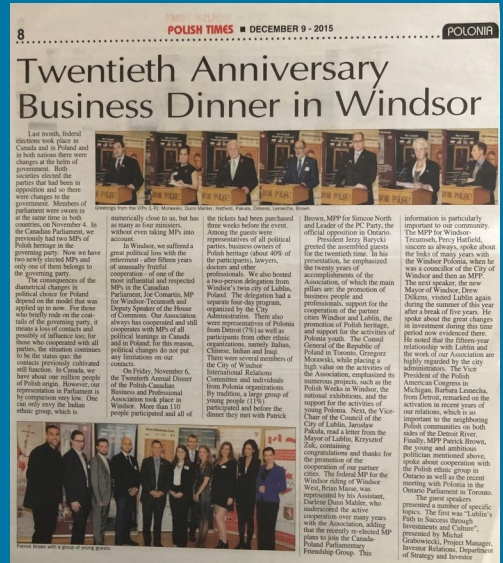 8
POLISH TIMES ■ DECEMBER 9 - 2015
POLONIA
Twentieth Anniversary
Business Dinner in Windsor
Greetings from the VIPs (L-R): Morawski, Dunn Mahler, Hatfield, Pakuła, Dilkens, Lemecha, Brown.
Last month, federal
elections took place in
Canada and in Poland and
in both nations there were
changes at the helm of
government. Both
societies elected the
parties that had been in
opposition and so there
were changes to the
government. Members of
parliament were sworn in
at the same time in both
countries, on November 4. In
the Canadian Parliament, we
previously had two MPs of
Polish heritage in the
governing party. Now we have
two newly elected MPs and
only one of them belongs to
the governing party.
The consequences of the
diametrical changes in
political choice for Poland
depend on the model that was
applied up to now. For those
who briefly rode on the coat-
tails of the governing party, it
means a loss of contacts and
possibly of influence too; for
those who cooperated with all
parties, the situation continues
to be the status quo: the
contacts previously cultivated
still function. In Canada, we
have about one million people
of Polish origin. However, our
representation in Parliament is
by comparison very low. One
can only envy the Indian
ethnic group, which is
numerically close to us, but has
as many as four ministers,
without even taking MPs into
account.
In Windsor, we suffered a
great political loss with the
retirement - after fifteen years
of unusually fruitful
cooperation - of one of the
most influential and respected
MPs in the Canadian
Parliament, Joe Comartin, MP
for Windsor-Tecumseh and
Deputy Speaker of the House
of Commons. Our Association
always has cooperated and still
cooperates with MPs of all
political leanings in Canada
and in Poland; for this reason,
political changes do not put
any limitations on our
contacts.
On Friday, November 6,
the Twentieth Annual Dinner
of the Polish-Canadian
Business and Professional
Association took place in
Windsor. More than 110
people participated and all of
the tickets had been purchased
three weeks before the event.
Among the guests were
representatives of all political
parties, business owners of
Polish heritage (about 40% of
the participants), lawyers,
doctors and other
professionals. We also hosted
a two-person delegation from
Windsor's twin city of Lublin,
Poland. The delegation had a
separate four-day program,
organized by the City
Administration. There also
were representatives of Polonia
from Detroit (7%) as well as
participants from other ethnic
organizations, namely Italian,
Chinese, Indian and Iraqi.
There were several members of
the City of Windsor
International Relations
Committee and individuals
from Polonia organizations.
By tradition, a large group of
young people (11%)
participated and before the
dinner they met with Patrick
Brown, MPP for Simcoe North
and Leader of the PC Party, the
official opposition in Ontario.
President Jerzy Barycki
greeted the assembled guests
for the twentieth time. In his
presentation, he emphasized
the twenty years of
accomplishments of the
Association, of which the main
pillars are: the promotion of
business people and
professionals, support for the
cooperation of the partner
cities Windsor and Lublin, the
promotion of Polish heritage,
and support for the activities of
Polonia youth. The Consul
General of the Republic of
Poland in Toronto, Grzegorz
Morawski, while placing a
high value on the activities of
the Association, emphasized the
numerous projects, such as the
Polish Weeks in Windsor, the
national exhibitions, and the
support for the activities of
young Polonia. Next, the Vice-
Chair of the Council of the
City of Lublin, Jarosław
Pakuła, read a letter from the
Mayor of Lublin, Krzysztof
Żuk, containing
congratulations and thanks for
the promotion of the
cooperation of our partner
cities. The federal MP for the
Windsor riding of Windsor
West, Brian Masse, was
represented by his Assistant,
Darlene Dunn Mahler, who
underscored the active
cooperation over many years
with the Association, adding
that the recently re-elected MP
plans to join the Canada-
Poland Parliamentary
Friendship Group. This
information is particularly
important to our community.
The MPP for Windsor-
Tecumseh, Percy Hatfield,
sincere as always, spoke about
the links of many years with
the Windsor Polonia, when he
was a councillor of the City of
Windsor and then an MPP.
The next speaker, the new
Mayor of Windsor, Drew
Dilkens, visited Lublin again
during the summer of this year
after a break of five years. He
spoke about the great changes
in investment during this time
period now evidenced there.
He noted that the fifteen-year
relationship with Lublin and
the work of our Association are
highly regarded by the city
administrators. The Vice
President of the Polish
American Congress in
Michigan, Barbara Lemecha,
from Detroit, remarked on the
activation in recent years of
our relations, which is so
important to the neighboring
Polish communities on both
sides of the Detroit River.
Finally, MPP Patrick Brown,
the young and ambitious
politician mentioned above,
spoke about cooperation with
the Polish ethnic group in
Ontario as well as the recent
meeting with Polonia in the
Ontario Parliament in Toronto.
The guest speakers
presented a number of specific
topics. The first was "Lublin's
Path to Success through
Investments and Culture",
presented by Michał
Grabowiecki, Project Manager,
Investor Relations, Department
of Strategy and Investor
Patrick Brown with a group of young guests.